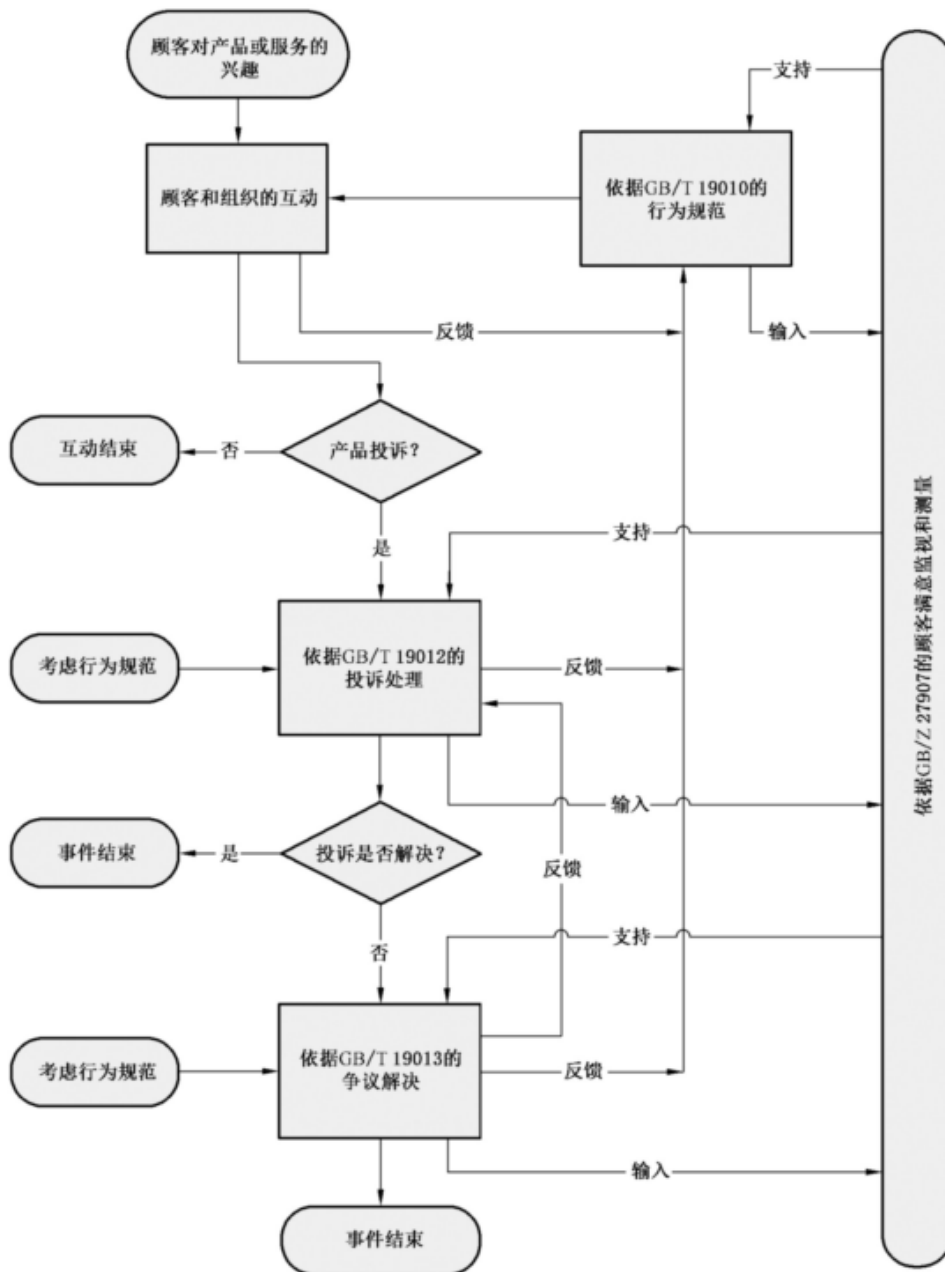 顾客对产品或服务的
兴趣
支持
顾客和组织的互动
依据GB/T 19010的
行为规范
反馈
输入
互动结束
否
产品投诉?
支持
是
考虑行为规范
依据GB/T 19012的
投诉处理
反馈
输入
事件结束
是
投诉是否解决?
反馈
支持
否
考虑行为规范
依据GB/T 19013的
争议解决
反馈
输入
事件结束
依据GB/Z 27907的顾客满意监视和测量